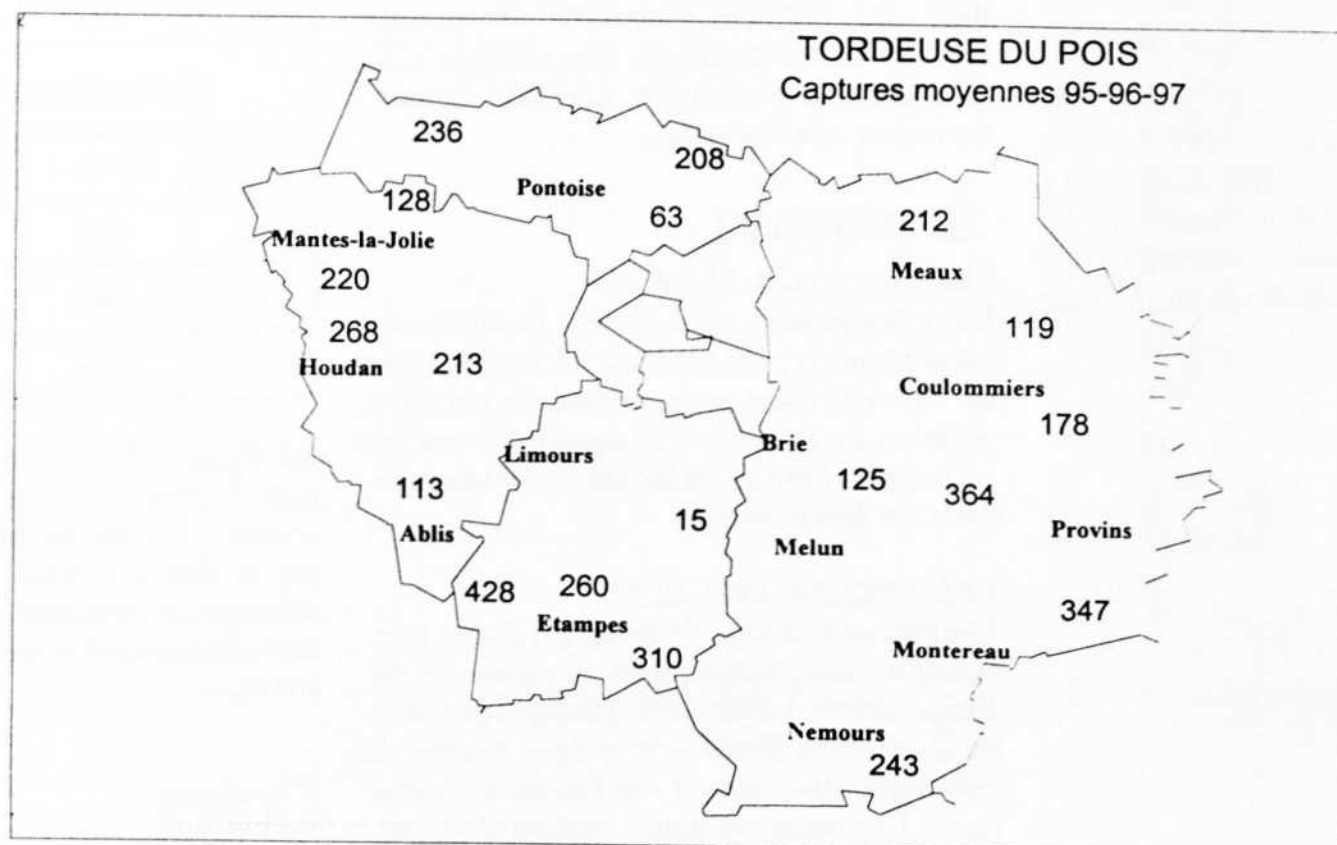 TORDEUSE DU POIS
Captures moyennes 95-96-97
236
208
Pontoise
128
63
212
Mantes-la-Jolie
220
Meaux
268
119
Houdan
213
Coulommiers
178
Limours
Brie
113
125
364
15
Ablis
Melun
Provins
428
260
347
Etampes
310
Montereau
Nemours
243